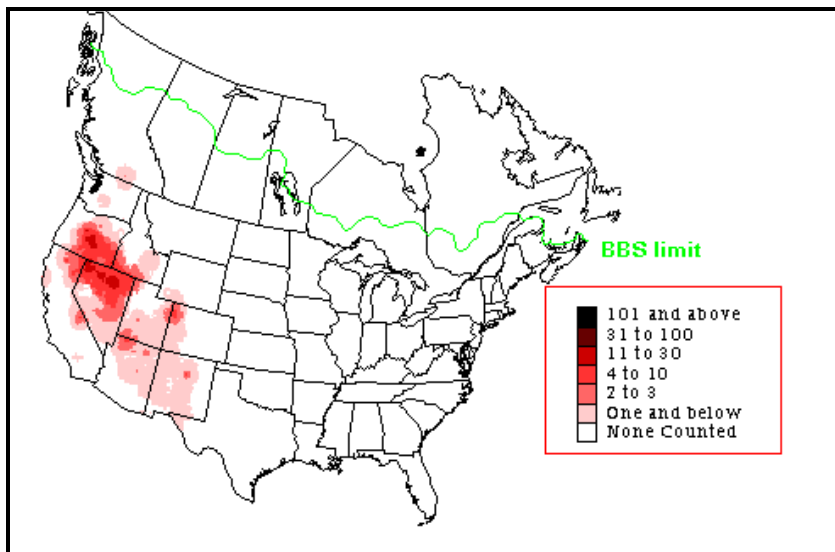 BBS limit
101 and above
31 to 100
11 to 30
4 to 10
2 to 3
One and below
None Counted